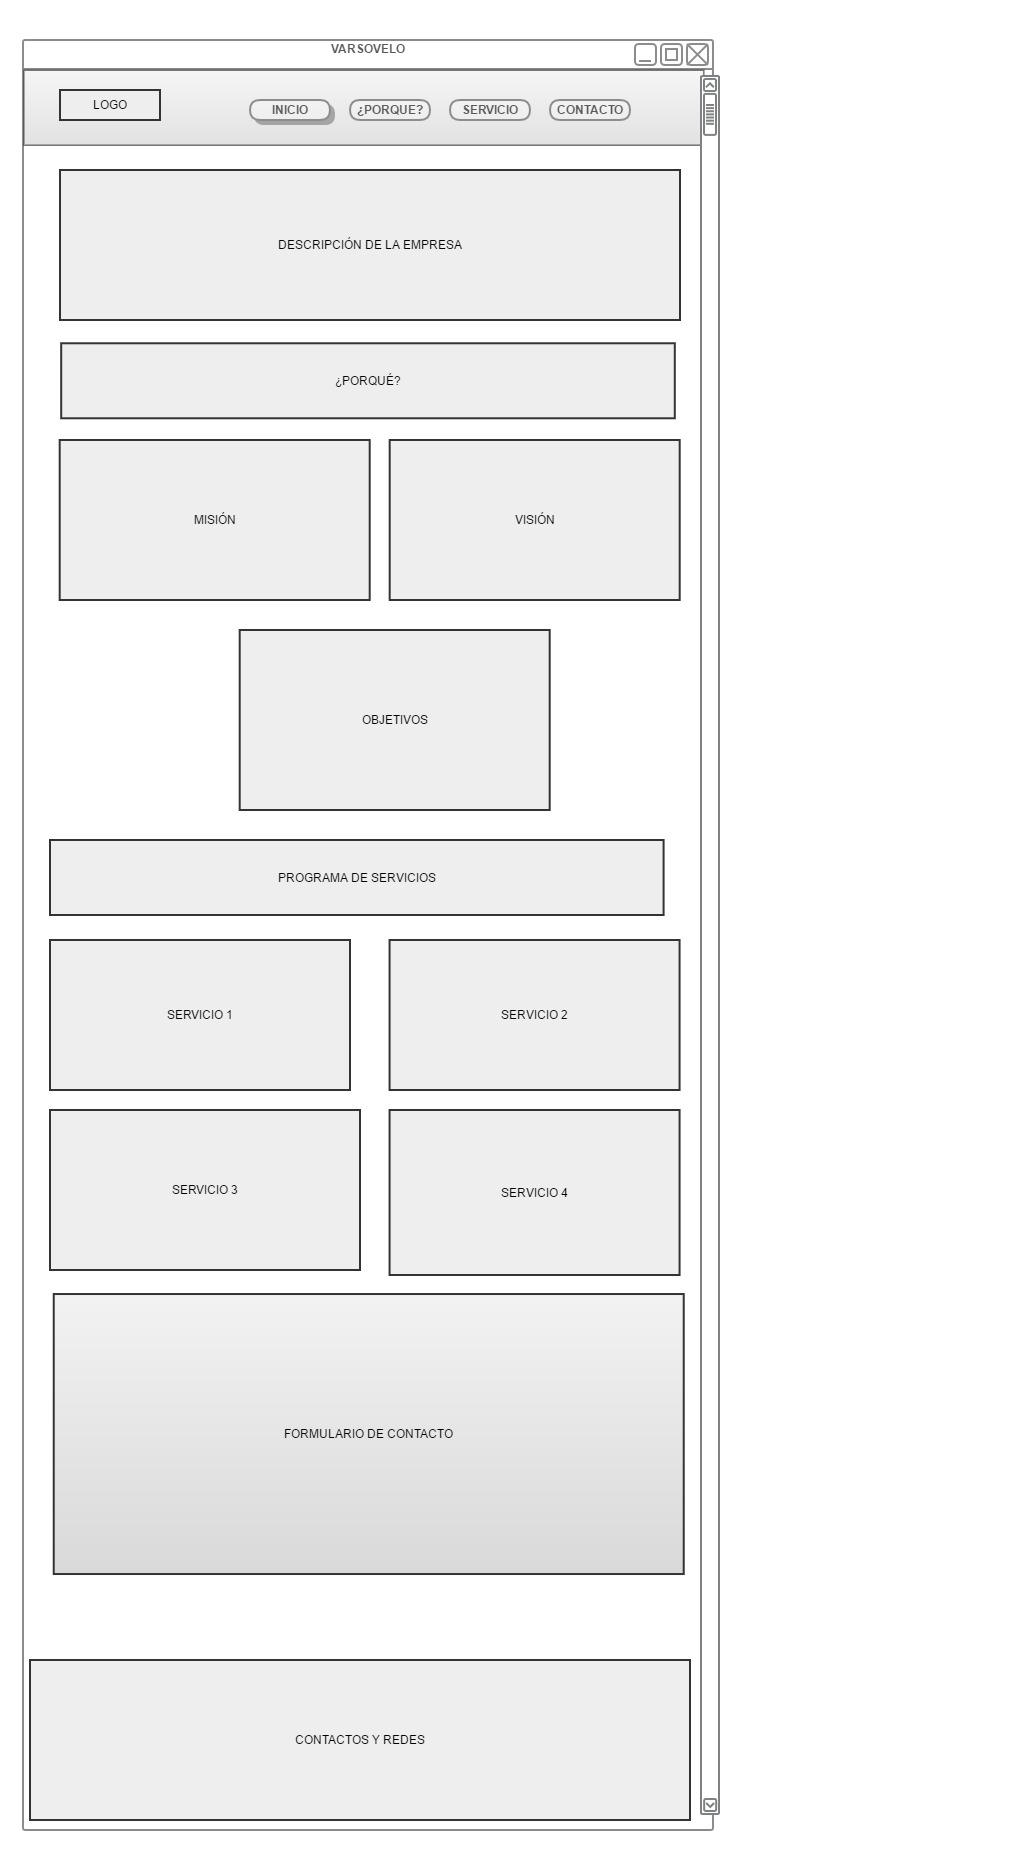 VARSOVELO
LOGO
INICIO
¿PORQUE?
SERVICIO
CONTACTO
DESCRIPCIÓN DE LA EMPRESA
¿PORQUÉ?
MISIÓN
VISIÓN
OBJETIVOS
PROGRAMA DE SERVICIOS
SERVICIO 1
SERVICIO 2
SERVICIO 3
SERVICIO 4
FORMULARIO DE CONTACTO
CONTACTOS Y REDES